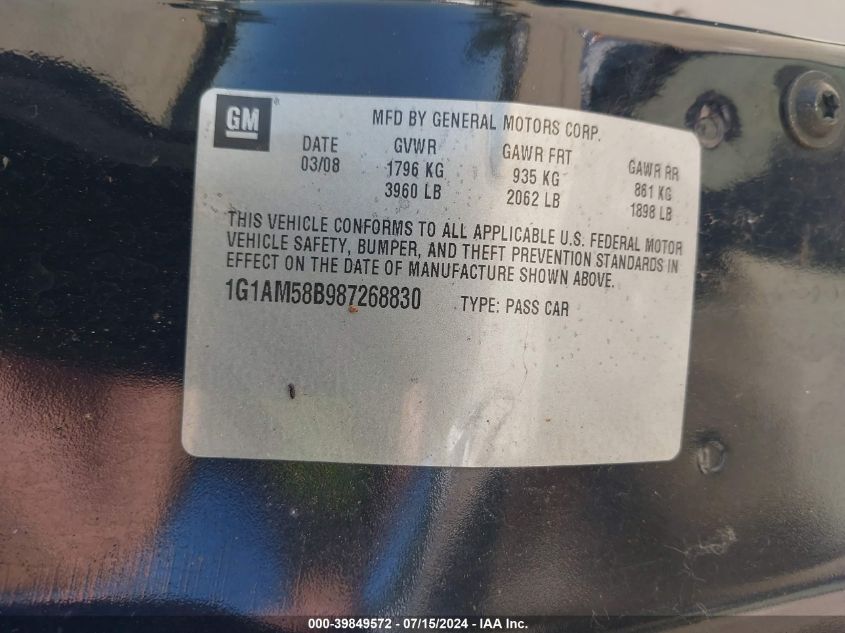 GM ®
MFD BY GENERAL MOTORS CORP.
DATE GVWR GAWR FRT GAWR RR
03/08 1796 KG 935 KG 861 KG
3960 LB 2062 LB 1898 LB
THIS VEHICLE CONFORMS TO ALL APPLICABLE U.S. FEDERAL MOTOR
VEHICLE SAFETY, BUMPER, AND THEFT PREVENTION STANDARDS IN
EFFECT ON THE DATE OF MANUFACTURE SHOWN ABOVE.
1G1AM58B987268830 TYPE: PASS CAR
000-39849572 - 07/15/2024 - IAA Inc.